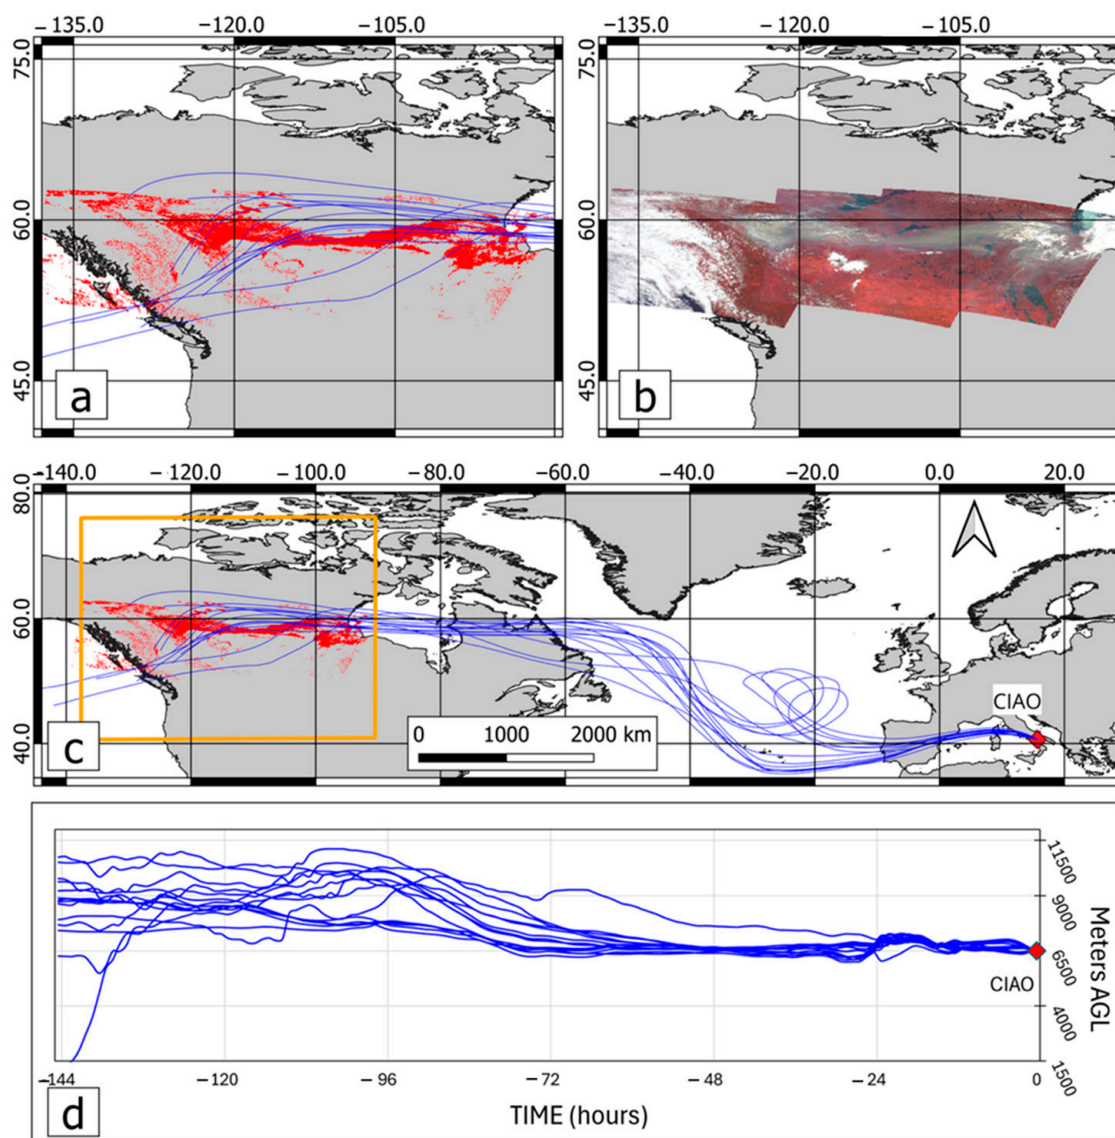 −135.0 −120.0 −105.0
75.0
60.0
45.0
a
−135.0 −120.0 −105.0
75.0
60.0
45.0
b
−140.0 −120.0 −100.0 −80.0 −60.0 −40.0 −20.0 0.0 20.0
80.0
60.0
40.0
CIAO
0 1000 2000 km
c
11500
9000
6500
4000
1500
Meters AGL
CIAO
−144 −120 −96 −72 −48 −24 0
TIME (hours)
d